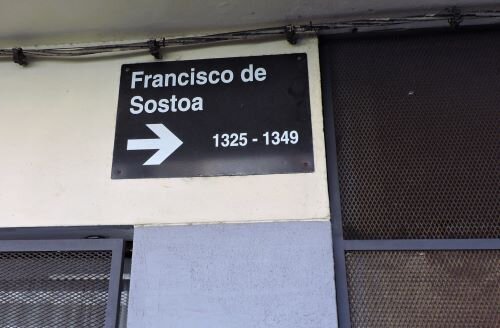 Francisco de
Sostoa
1325 - 1349